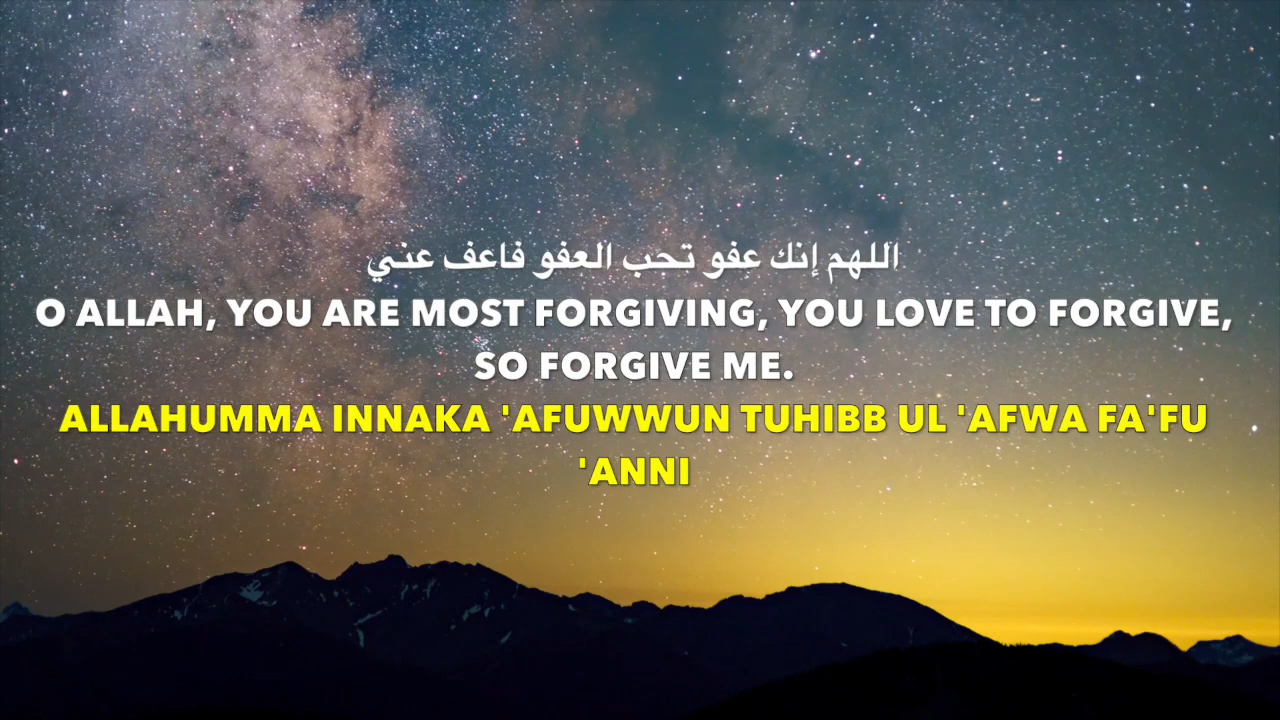 اللهم إنك عفو تحب العفو فاعف عني
O ALLAH, YOU ARE MOST FORGIVING, YOU LOVE TO FORGIVE,
SO FORGIVE ME.
ALLAHUMMA INNAKA 'AFUWWUN TUHIBB UL 'AFWA FA'FU
'ANNI